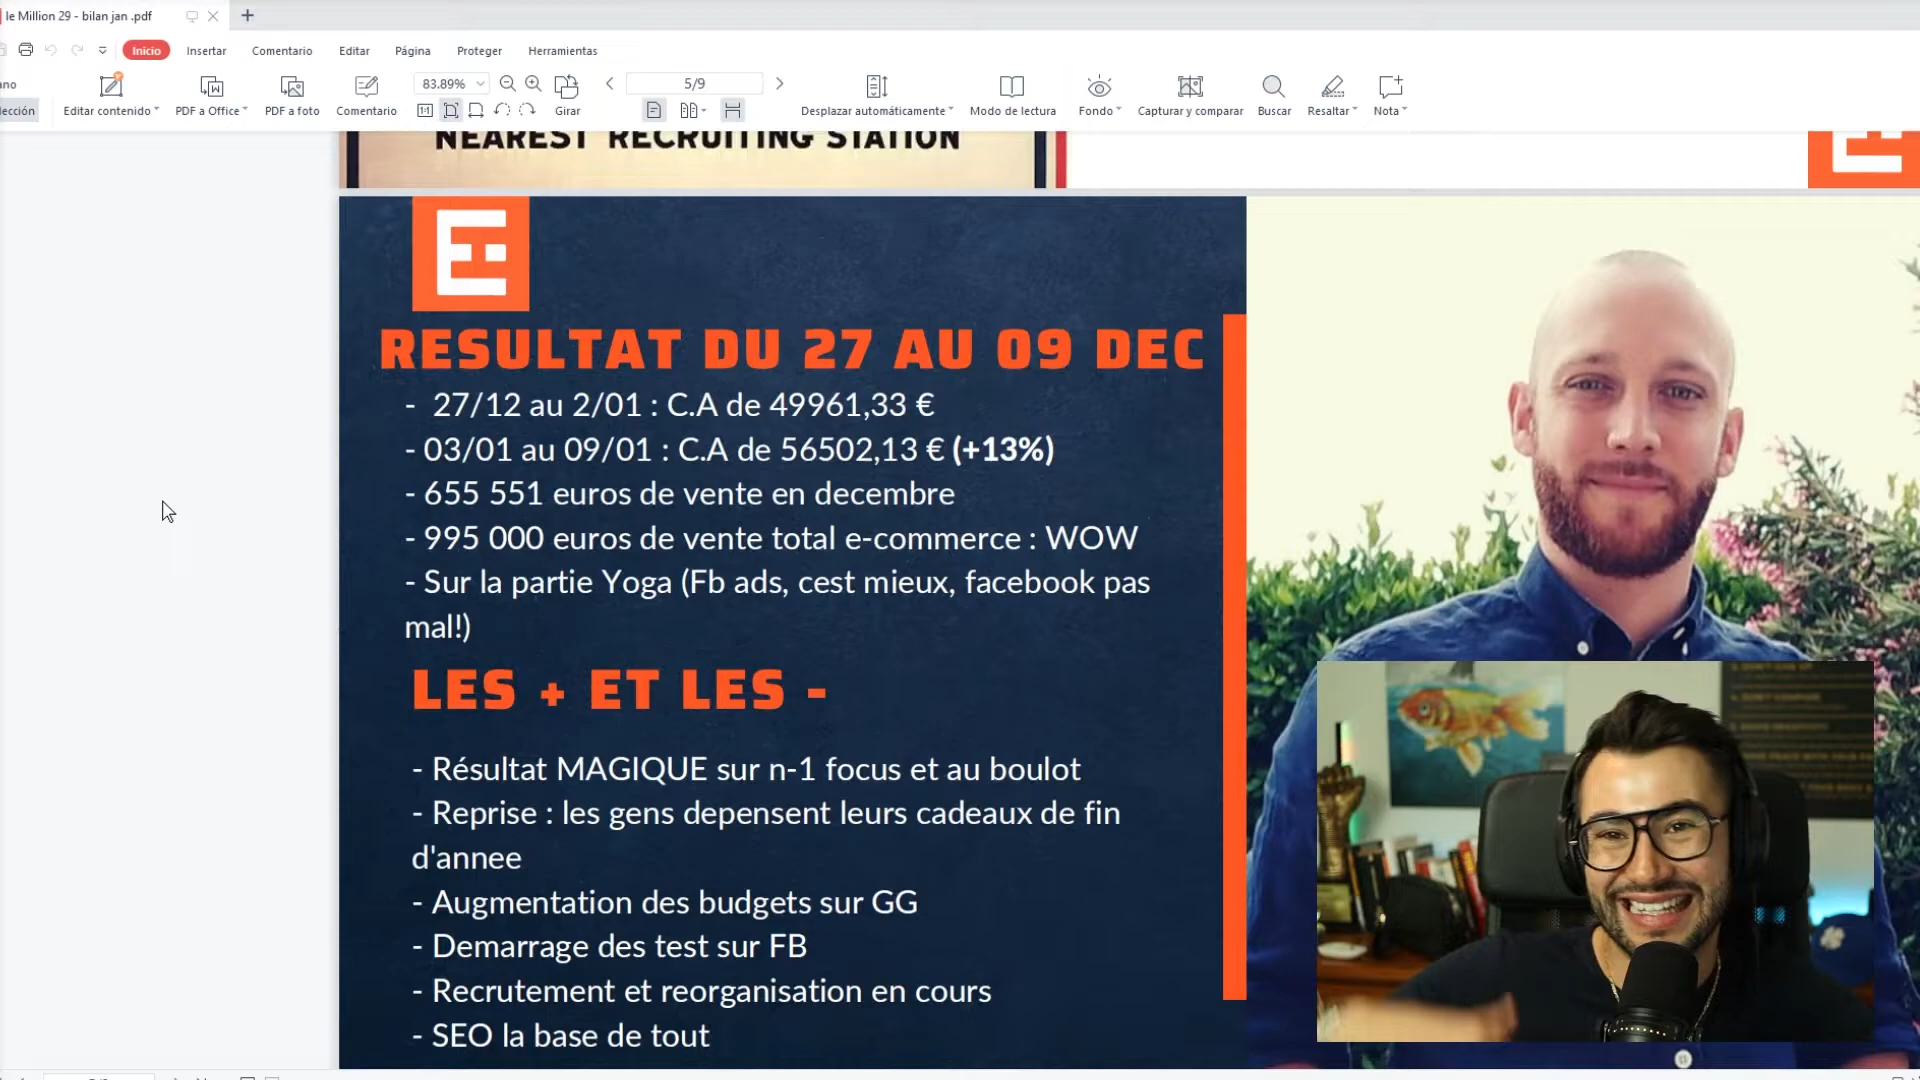 le Million 29 - bilan jan .pdf
Inicio
Insertar
Comentario
Editar
Página
Proteger
Herramientas
83.89%
5/9
Editar contenido
PDF a Office
PDF a foto
Comentario
1:1
Girar
Desplazar automáticamente
Modo de lectura
Fondo
Capturar y comparar
Buscar
Resaltar
Nota
NEAREST RECRUITING STATION
RESULTAT DU 27 AU 09 DEC
- 27/12 au 2/01 : C.A de 49961,33 €
- 03/01 au 09/01 : C.A de 56502,13 € (+13%)
- 655 551 euros de vente en decembre
- 995 000 euros de vente total e-commerce : WOW
- Sur la partie Yoga (Fb ads, cest mieux, facebook pas
mal!)
LES + ET LES -
- Résultat MAGIQUE sur n-1 focus et au boulot
- Reprise : les gens depensent leurs cadeaux de fin
d'annee
- Augmentation des budgets sur GG
- Demarrage des test sur FB
- Recrutement et reorganisation en cours
- SEO la base de tout